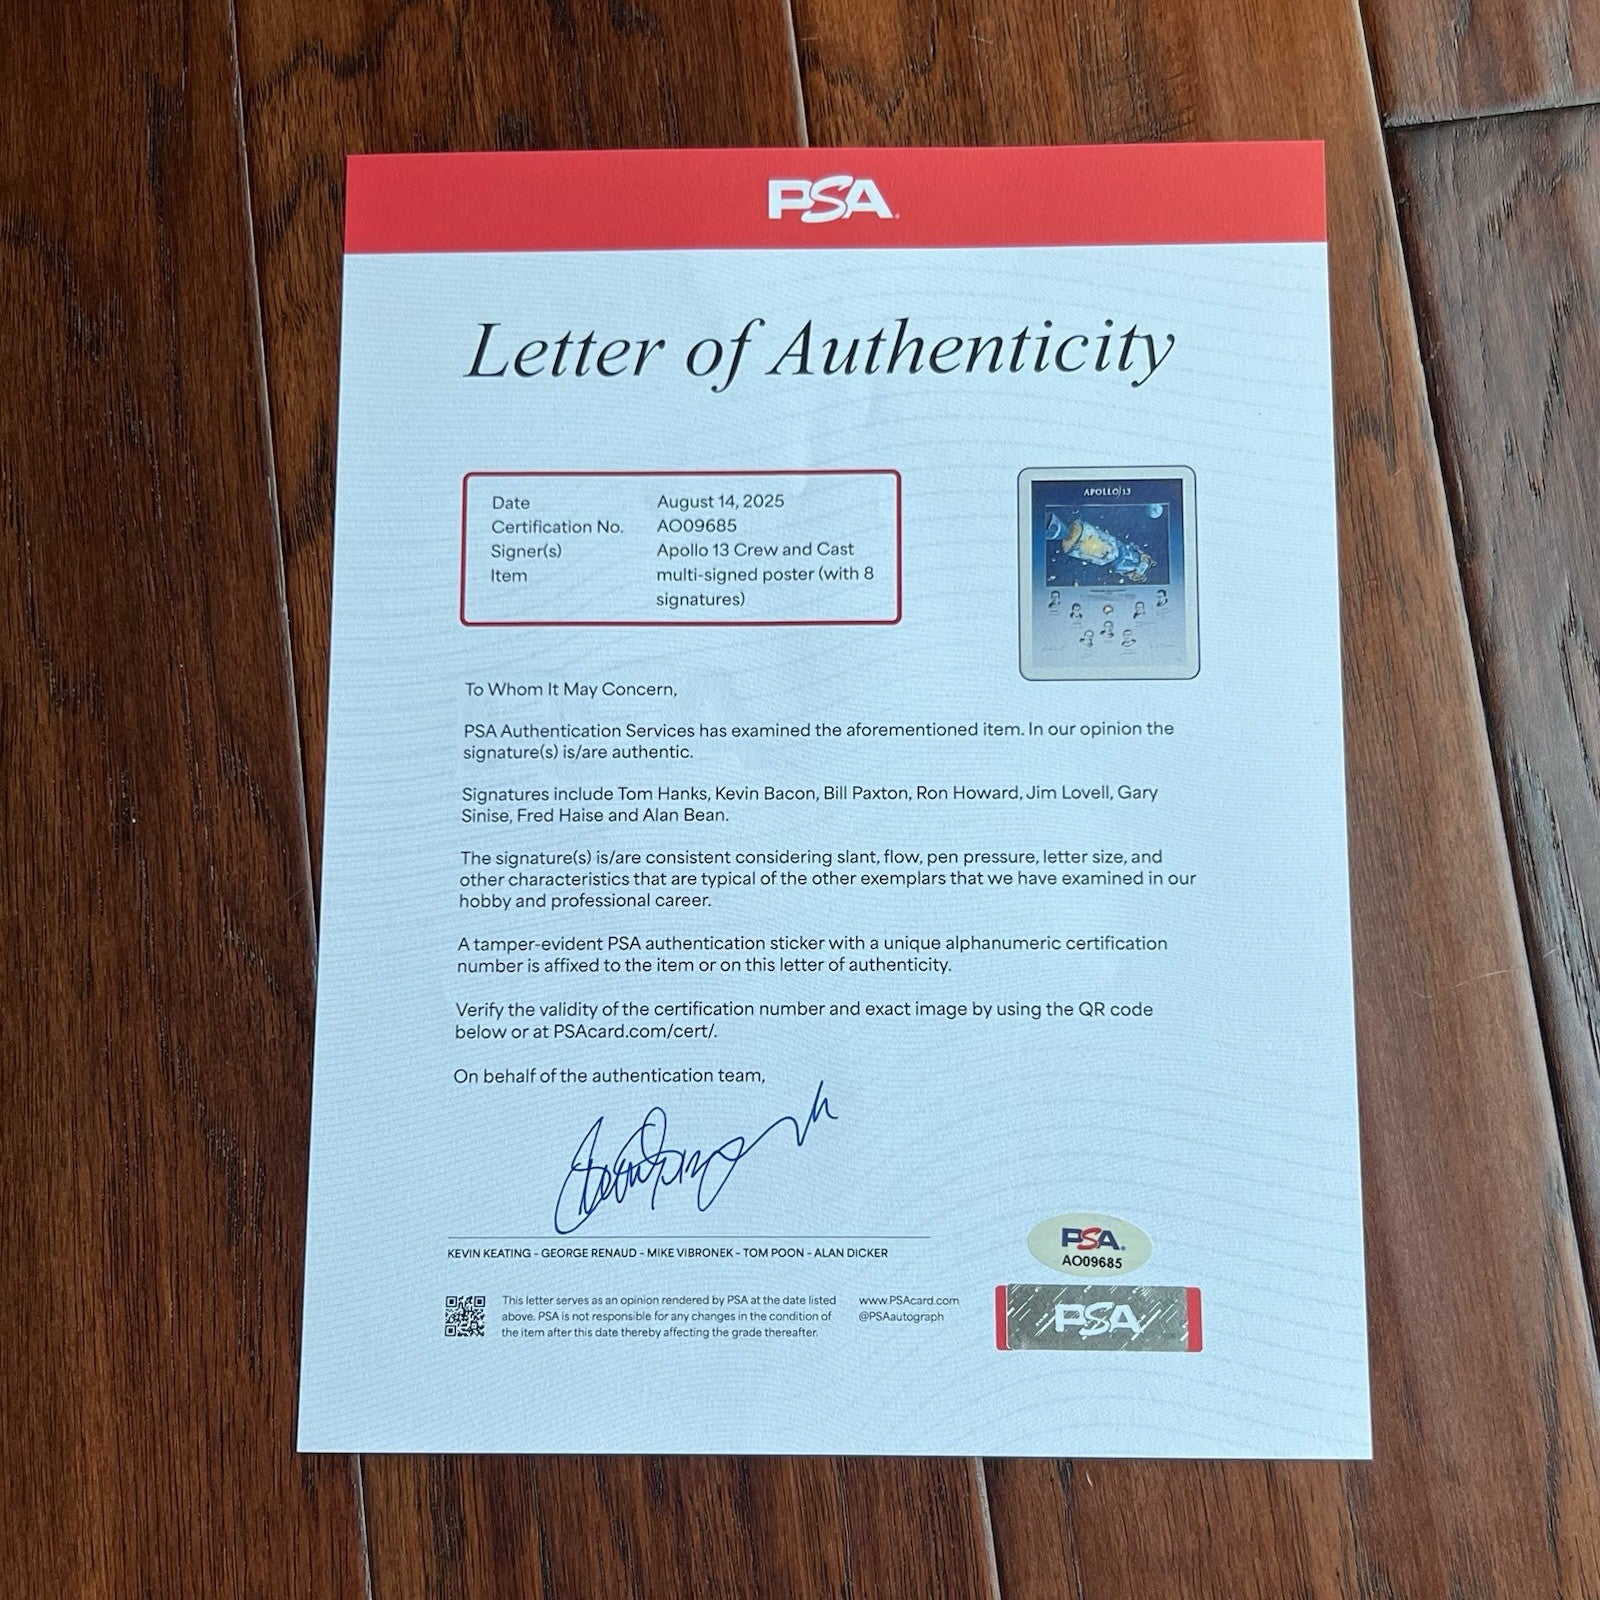 PSA
Letter of Authenticity
Date August 14, 2025
Certification No. AO09685
Signer(s) Apollo 13 Crew and Cast
Item multi-signed poster (with 8
signatures)
APOLLO/13
To Whom It May Concern,
PSA Authentication Services has examined the aforementioned item. In our opinion the
signature(s) is/are authentic.
Signatures include Tom Hanks, Kevin Bacon, Bill Paxton, Ron Howard, Jim Lovell, Gary
Sinise, Fred Haise and Alan Bean.
The signature(s) is/are consistent considering slant, flow, pen pressure, letter size, and
other characteristics that are typical of the other exemplars that we have examined in our
hobby and professional career.
A tamper-evident PSA authentication sticker with a unique alphanumeric certification
number is affixed to the item or on this letter of authenticity.
Verify the validity of the certification number and exact image by using the QR code
below or at PSAcard.com/cert/.
On behalf of the authentication team,
KEVIN KEATING - GEORGE RENAUD - MIKE VIBRONEK - TOM POON - ALAN DICKER
This letter serves as an opinion rendered by PSA at the date listed
above. PSA is not responsible for any changes in the condition of
the item after this date thereby affecting the grade thereafter.
www.PSAcard.com
@PSAautograph
PSA
AO09685
PSA